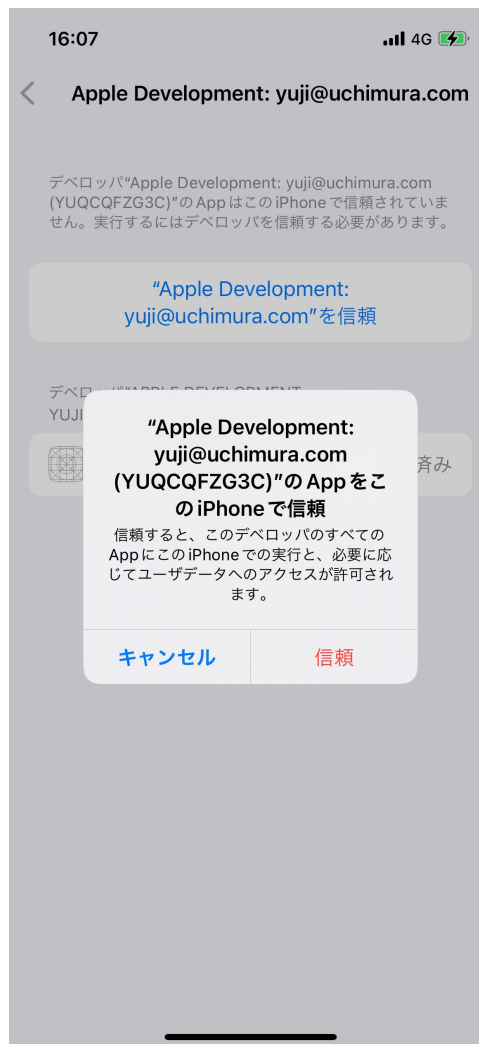 16:07
4G
Apple Development: yuji@uchimura.com
デベロッパ“Apple Development: yuji@uchimura.com
(YUQCQFZG3C)”のAppはこのiPhoneで信頼されていま
せん。実行するにはデベロッパを信頼する必要があります。
“Apple Development:
yuji@uchimura.com”を信頼
デベロッパ“APPLE DEVELOPMENT
YUJI
済み
“Apple Development:
yuji@uchimura.com
(YUQCQFZG3C)”のAppをこ
のiPhoneで信頼
信頼すると、このデベロッパのすべての
AppにこのiPhoneでの実行と、必要に応
じてユーザデータへのアクセスが許可され
ます。
キャンセル
信頼